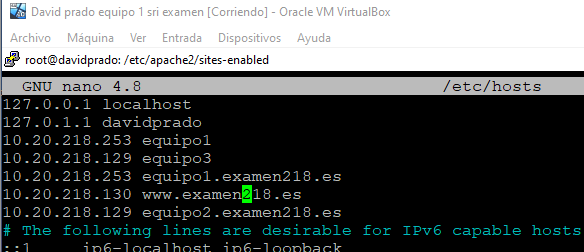 David prado equipo 1 sri examen [Corriendo] - Oracle VM VirtualBox
Archivo Máquina Ver Entrada Dispositivos Ayuda
root@davidprado: /etc/apache2/sites-enabled
GNU nano 4.8 /etc/hosts
127.0.0.1 localhost
127.0.1.1 davidprado
10.20.218.253 equipo1
10.20.218.129 equipo3
10.20.218.253 equipo1.examen218.es
10.20.218.130 www.examen218.es
10.20.218.129 equipo2.examen218.es
# The following lines are desirable for IPv6 capable hosts
::1 ip6-localhost ip6-loopback